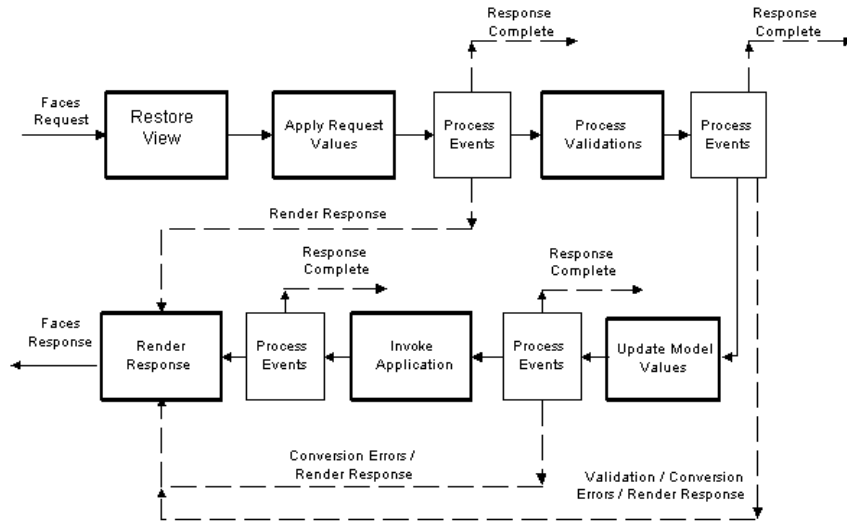 Response
Complete
Response
Complete
Faces
Request
Restore
View
Apply Request
Values
Process
Events
Process
Validations
Process
Events
Render Response
Response
Complete
Response
Complete
Faces
Response
Render
Response
Process
Events
Invoke
Application
Process
Events
Update Model
Values
Conversion Errors /
Render Response
Validation / Conversion
Errors / Render Response